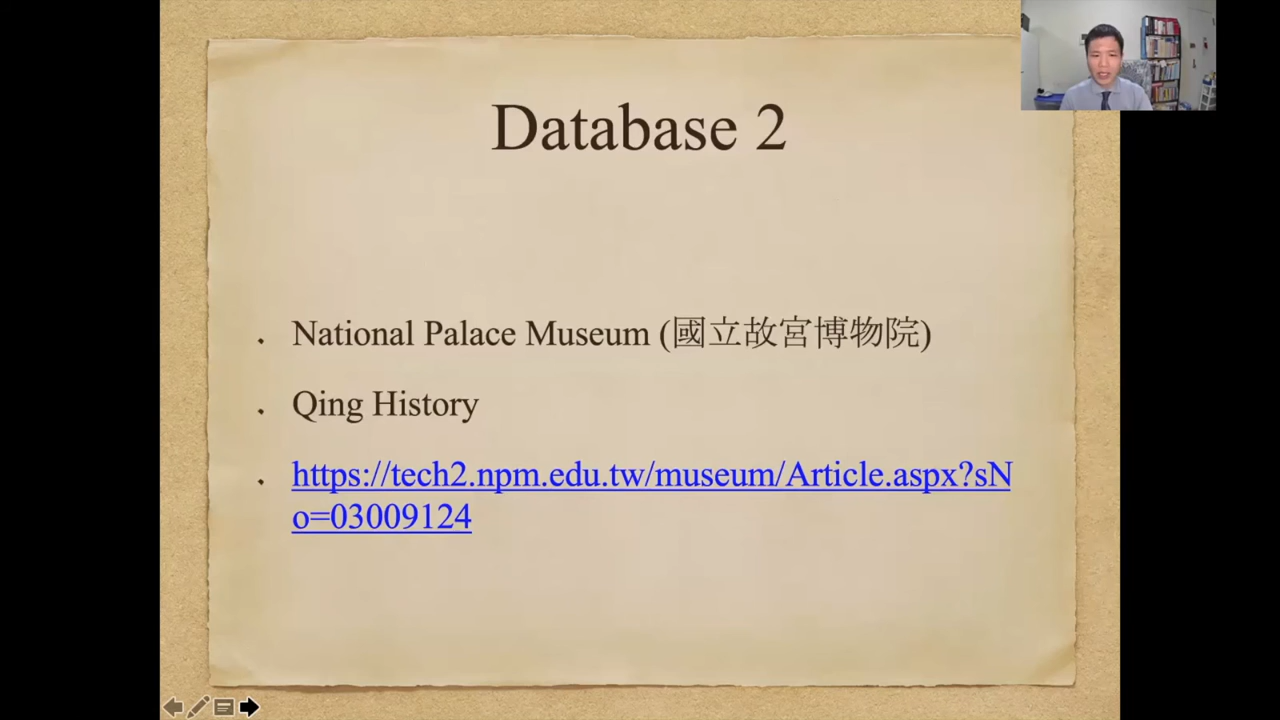 Database 2
National Palace Museum (國立故宮博物院)
Qing History
https://tech2.npm.edu.tw/museum/Article.aspx?sN
o=03009124